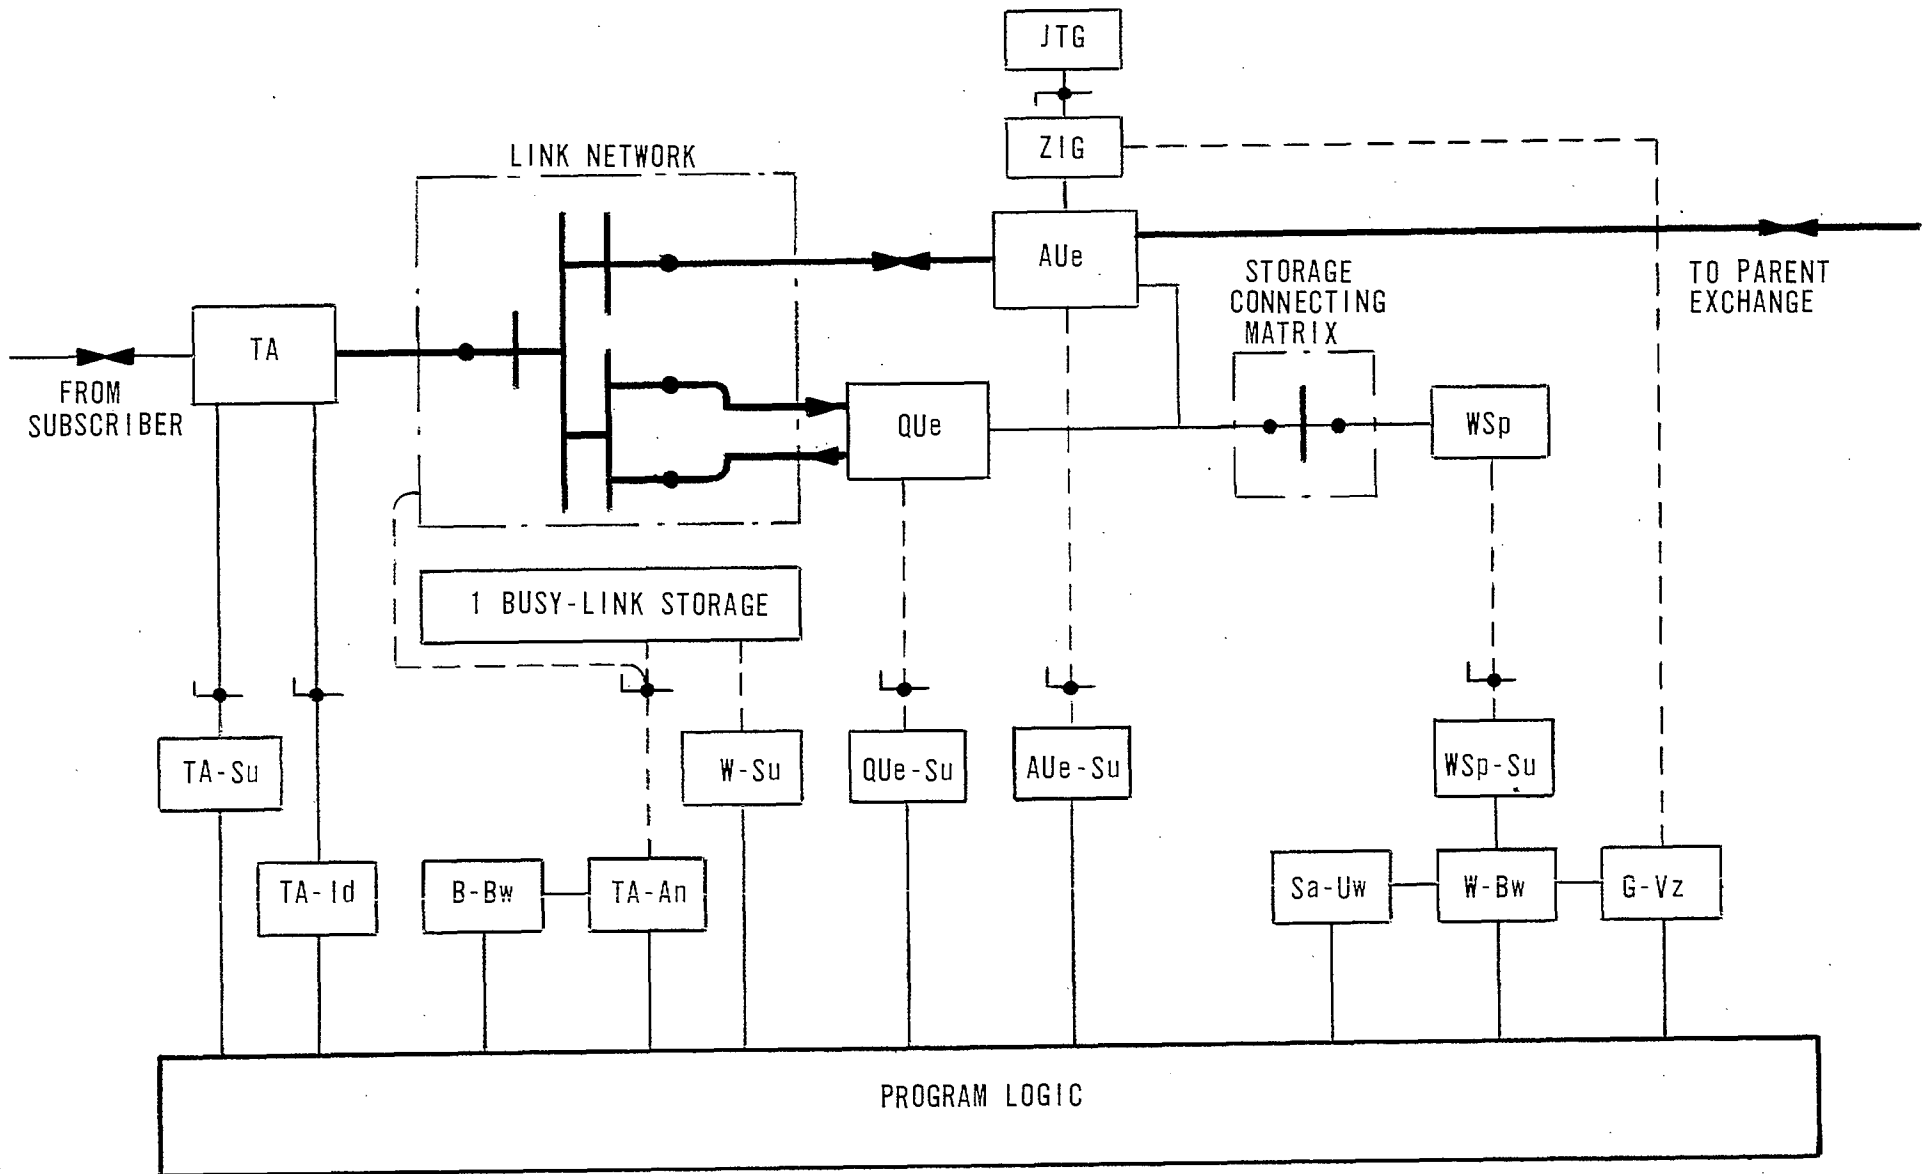 JTG
ZIG
LINK NETWORK
AUe
STORAGE
CONNECTING
MATRIX
TO PARENT
EXCHANGE
TA
FROM
SUBSCRIBER
QUe
WSp
1 BUSY-LINK STORAGE
TA-Su
W-Su
QUe-Su
AUe-Su
WSp-Su
TA-Id
B-Bw
TA-An
Sa-Uw
W-Bw
G-Vz
PROGRAM LOGIC